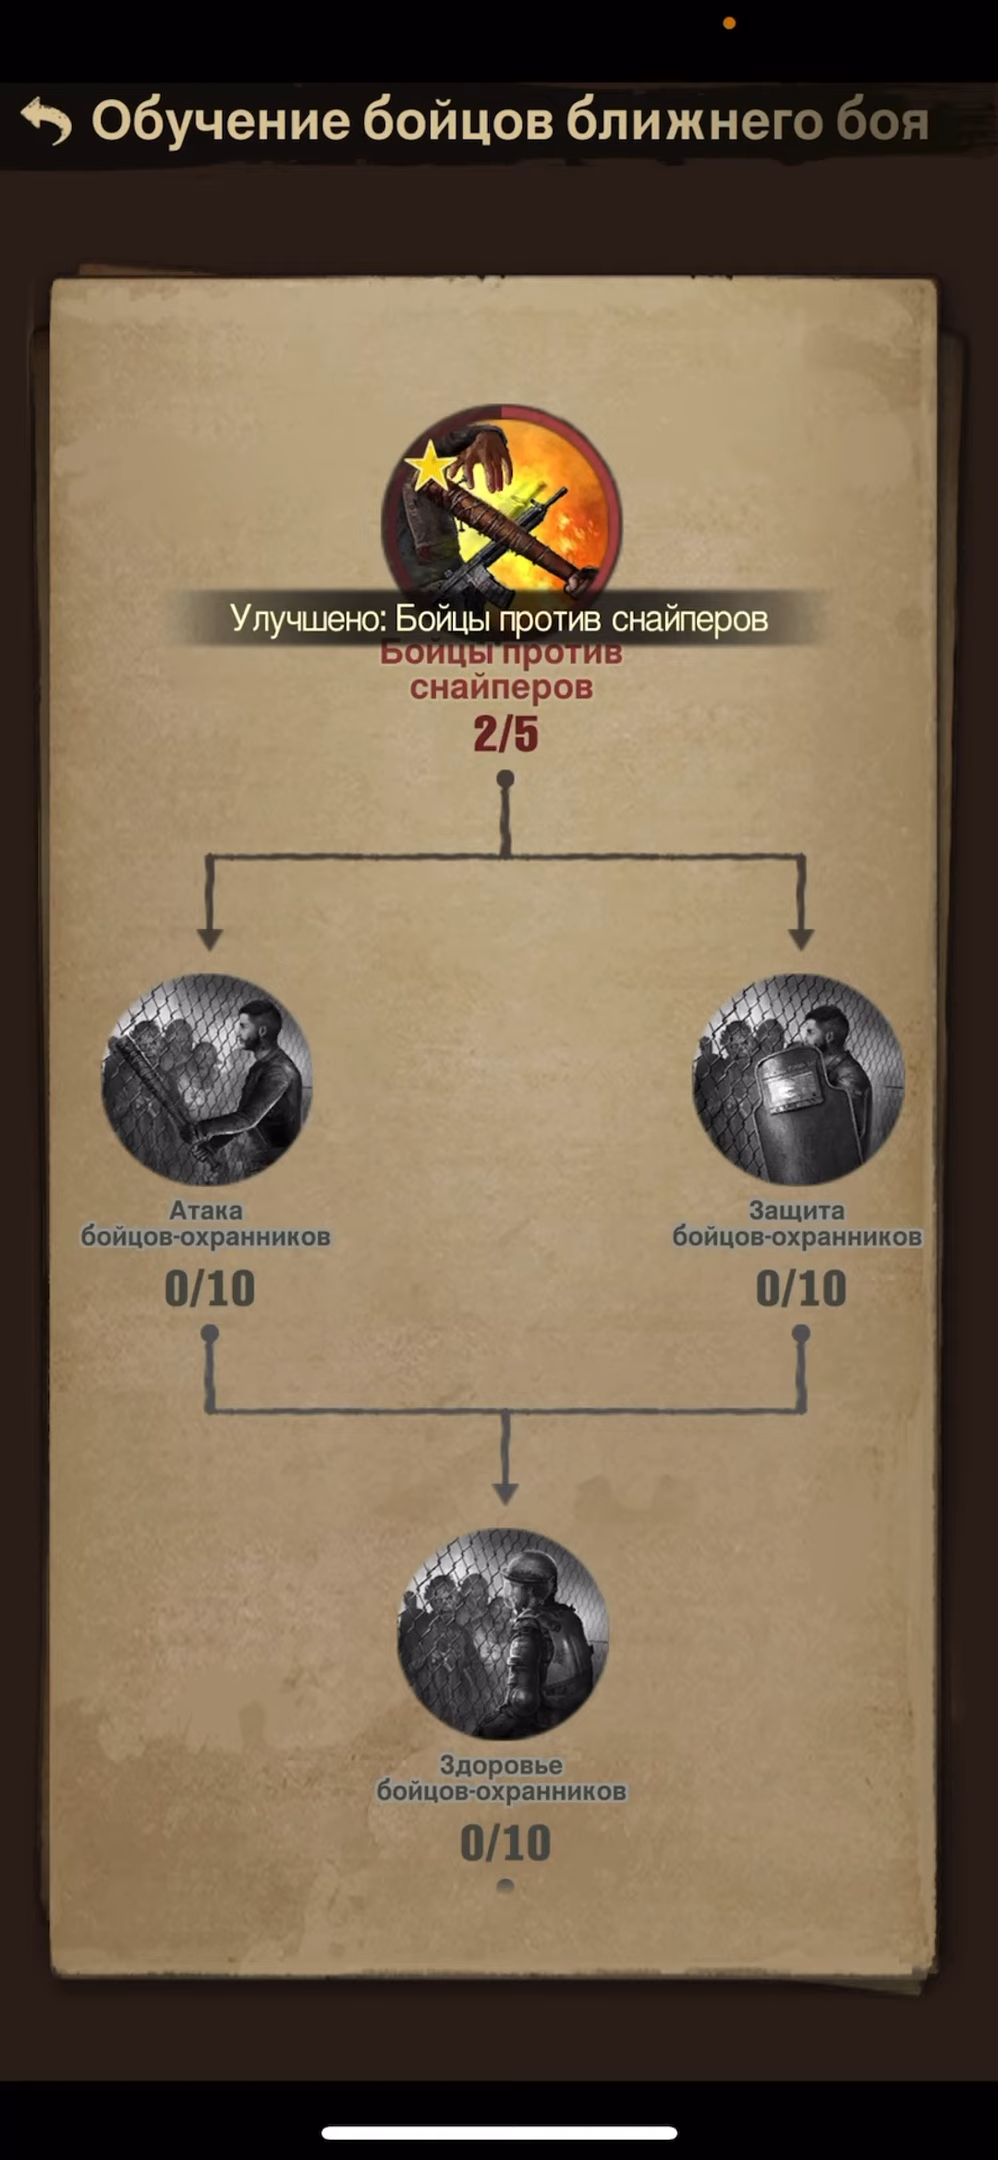 Обучение бойцов ближнего боя
Улучшено: Бойцы против снайперов
Бойцы против
снайперов
2/5
Атака
бойцов-охранников
0/10
Защита
бойцов-охранников
0/10
Здоровье
бойцов-охранников
0/10